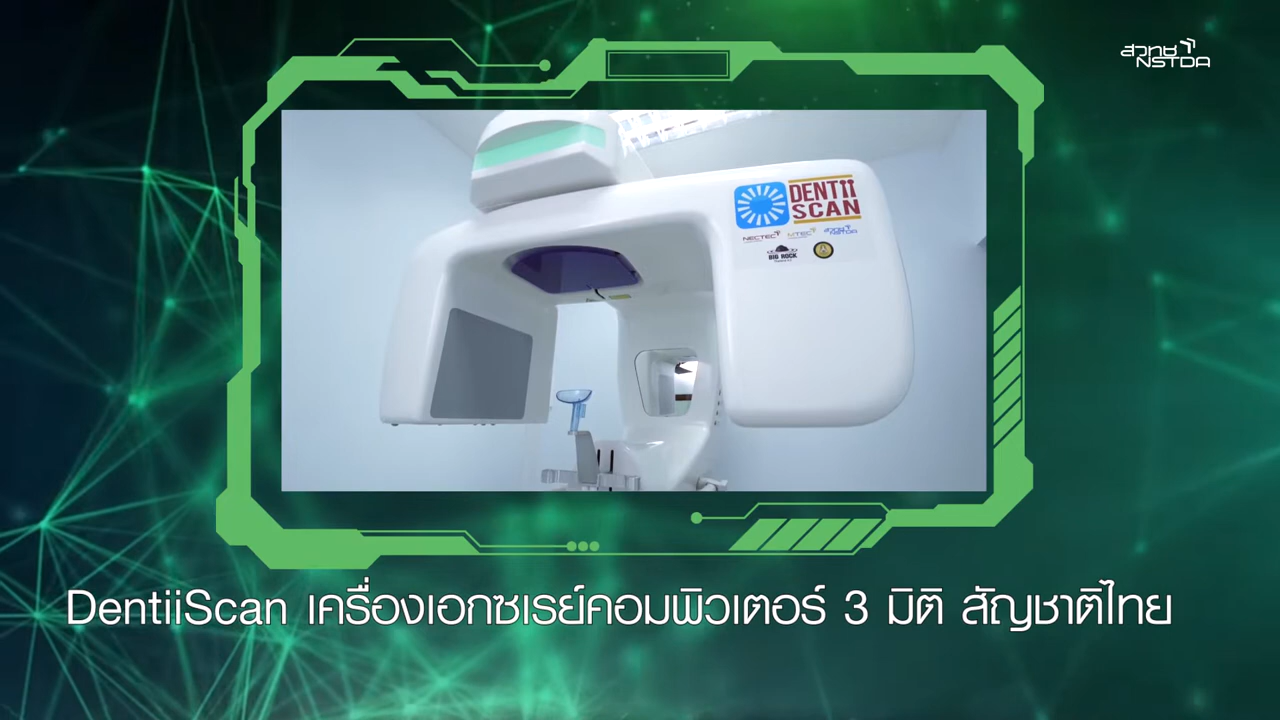 สวทช
NSTDA
DENTii
SCAN
NECTEC MTEC สวทช NSTDA
BIG ROCK
DentiiScan เครื่องเอกซเรย์คอมพิวเตอร์ 3 มิติ สัญชาติไทย